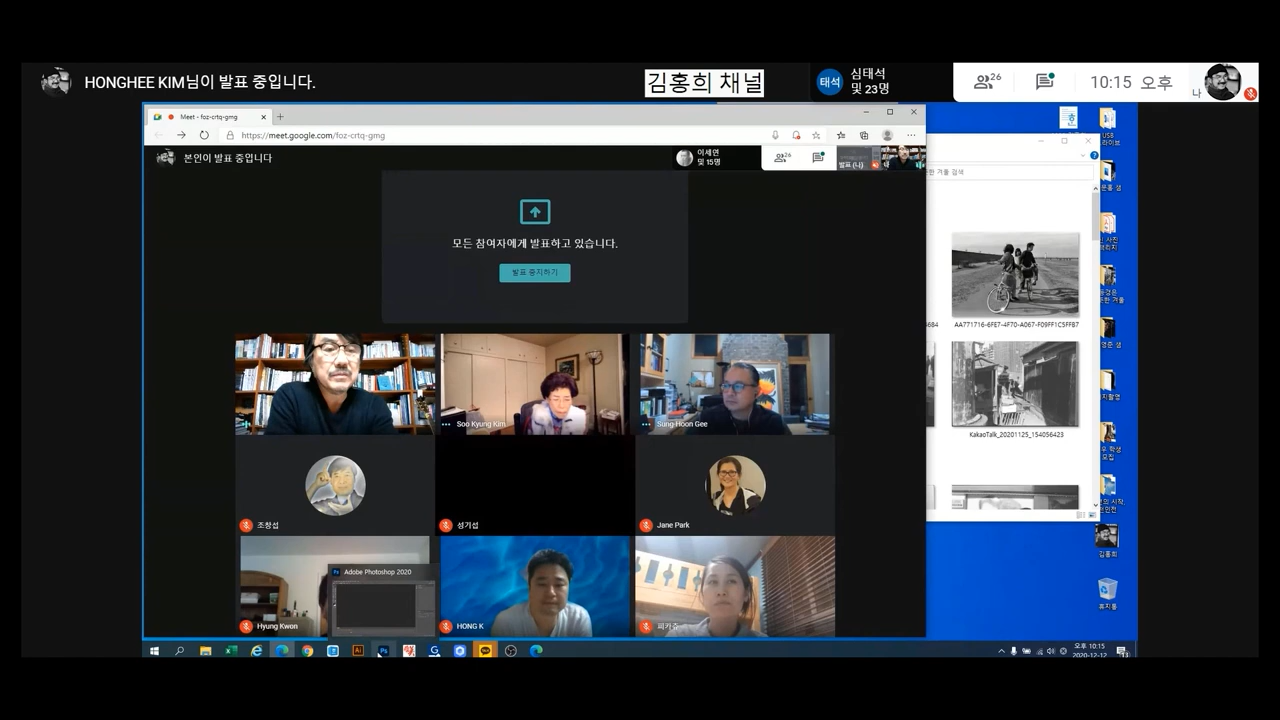 HONGHEE KIM님이 발표 중입니다.
김홍희 채널
태석
심태석
및 23명
26
10:15 오후
나
Meet - foz-crtq-gmg
https://meet.google.com/foz-crtq-gmg
본인이 발표 중입니다
이세연
및 15명
26
발표 (나)
모든 참여자에게 발표하고 있습니다.
발표 중지하기
Soo Kyung Kim
Sung-Hoon Gee
조창섭
성기섭
Jane Park
Hyung Kwon
Adobe Photoshop 2020
HONG K
피카츄
겨울 검색
AA771716-6FE7-4F70-A067-F09FF1C5FFB7
KakaoTalk_20201125_154056423
USB
김홍희
휴지통
오후 10:15
2020-12-12